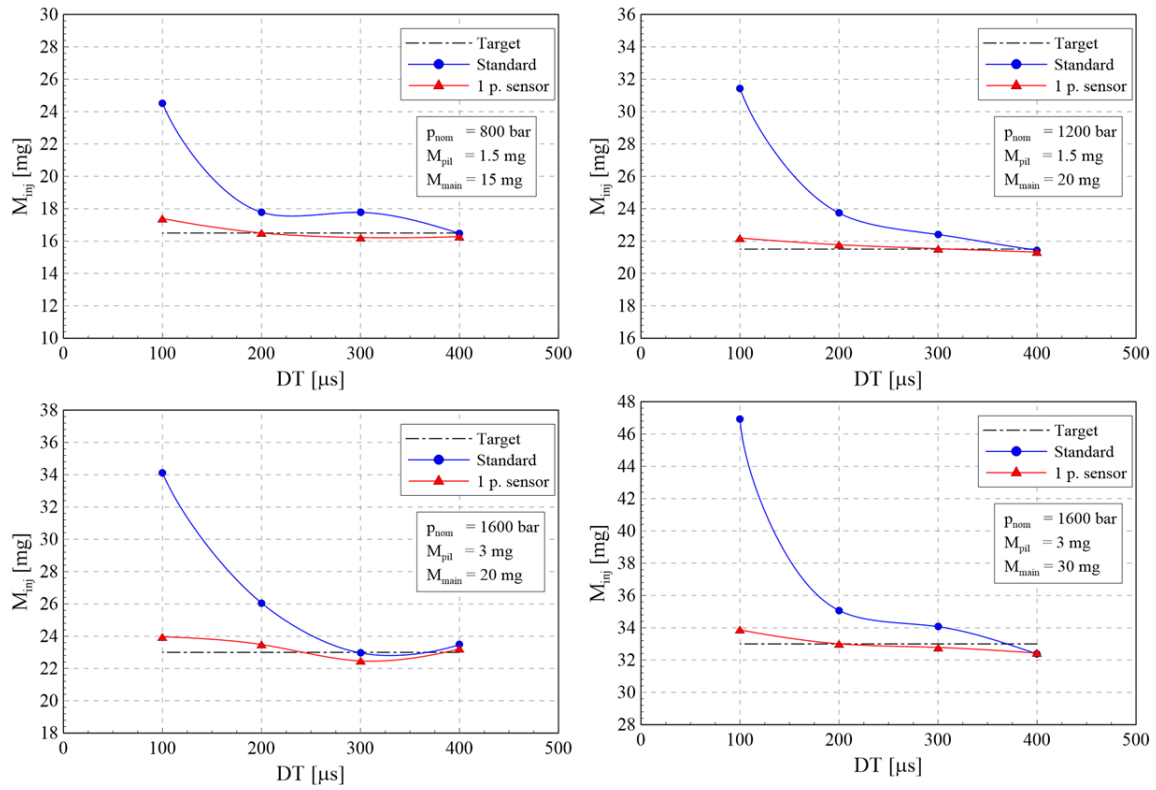 30
28
26
24
22
20
18
16
14
12
10
M_inj [mg]
0
100
200
300
400
500
DT [μs]
Target
Standard
1 p. sensor
p_nom = 800 bar
M_pil = 1.5 mg
M_main = 15 mg
36
34
32
30
28
26
24
22
20
18
16
M_inj [mg]
0
100
200
300
400
500
DT [μs]
Target
Standard
1 p. sensor
p_nom = 1200 bar
M_pil = 1.5 mg
M_main = 20 mg
38
36
34
32
30
28
26
24
22
20
18
M_inj [mg]
0
100
200
300
400
500
DT [μs]
Target
Standard
1 p. sensor
p_nom = 1600 bar
M_pil = 3 mg
M_main = 20 mg
48
46
44
42
40
38
36
34
32
30
28
M_inj [mg]
0
100
200
300
400
500
DT [μs]
Target
Standard
1 p. sensor
p_nom = 1600 bar
M_pil = 3 mg
M_main = 30 mg